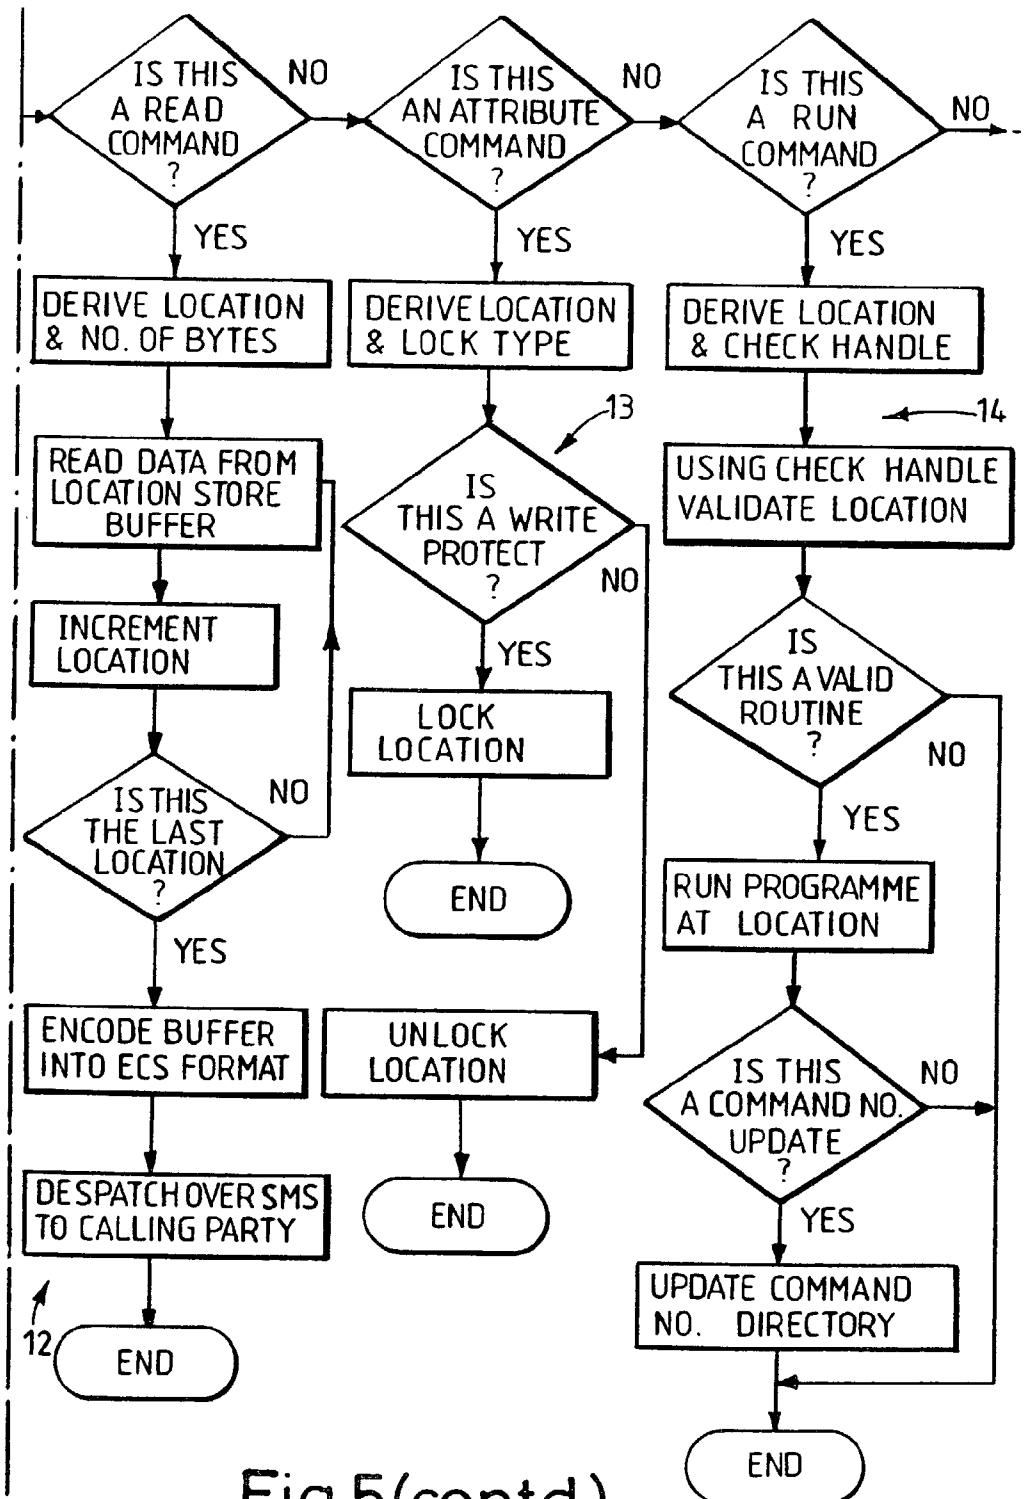 IS THIS
A READ
COMMAND
?
NO
IS THIS
AN ATTRIBUTE
COMMAND
?
NO
IS THIS
A RUN
COMMAND
?
NO
YES
YES
YES
DERIVE LOCATION
& NO. OF BYTES
DERIVE LOCATION
& LOCK TYPE
DERIVE LOCATION
& CHECK HANDLE
13
14
READ DATA FROM
LOCATION STORE
BUFFER
IS
THIS A WRITE
PROTECT
?
NO
USING CHECK HANDLE
VALIDATE LOCATION
INCREMENT
LOCATION
YES
IS
THIS A VALID
ROUTINE
?
NO
LOCK
LOCATION
IS THIS
THE LAST
LOCATION
?
NO
YES
END
RUN PROGRAMME
AT LOCATION
YES
ENCODE BUFFER
INTO ECS FORMAT
UNLOCK
LOCATION
IS THIS
A COMMAND NO.
UPDATE
?
NO
DESPATCH OVER SMS
TO CALLING PARTY
END
YES
UPDATE COMMAND
NO. DIRECTORY
12
END
END
Fig.5(contd.)